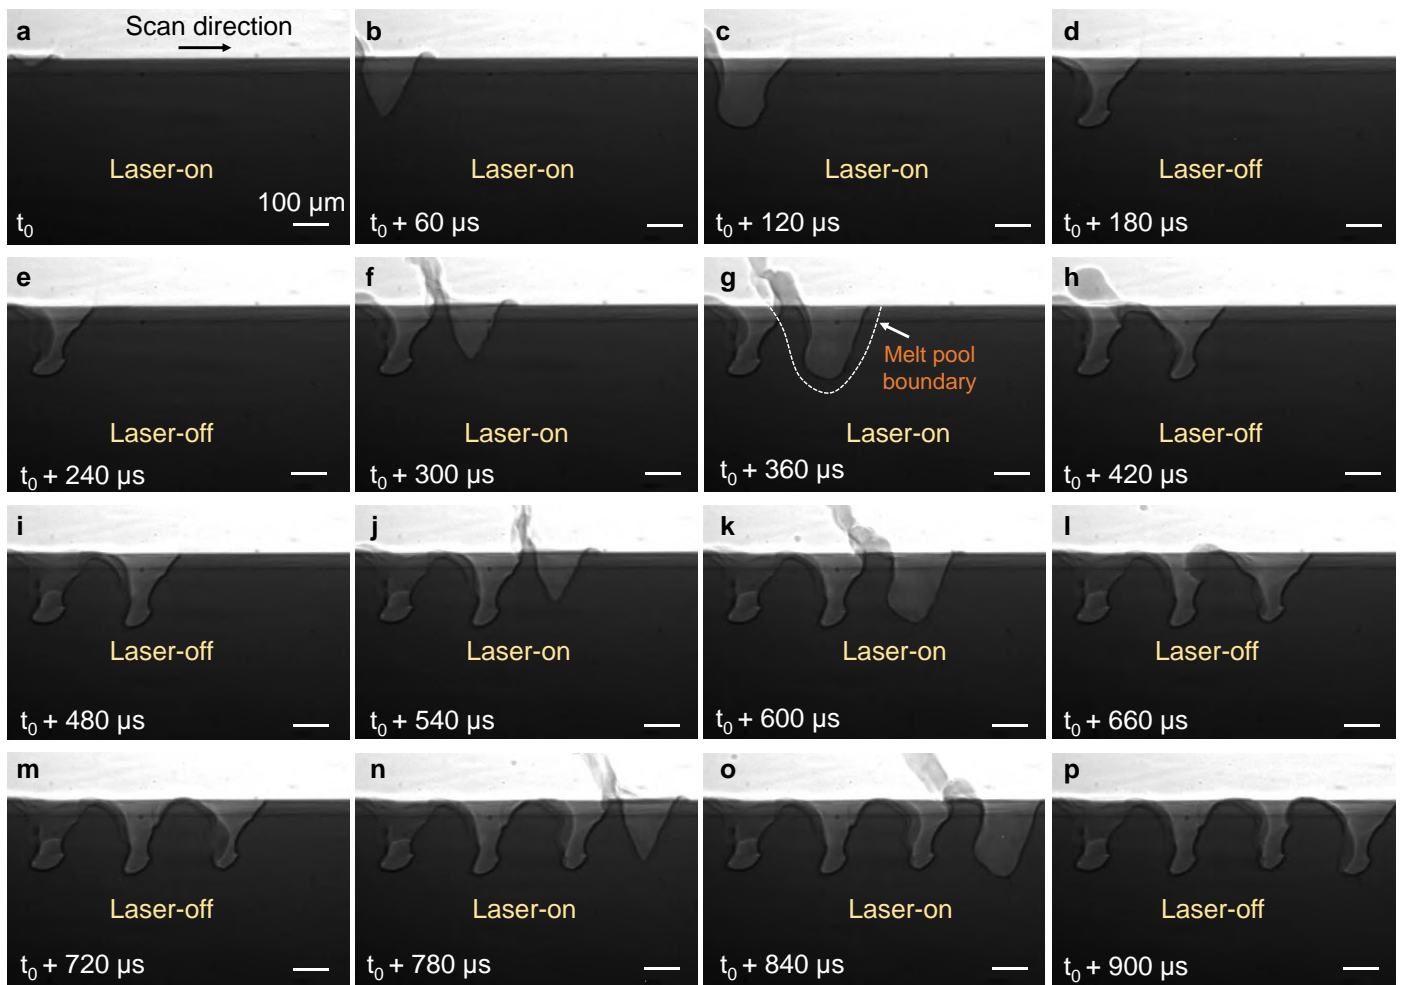 a
Scan direction
Laser-on
100 µm
t0
b
Laser-on
t0 + 60 µs
c
Laser-on
t0 + 120 µs
d
Laser-off
t0 + 180 µs
e
Laser-off
t0 + 240 µs
f
Laser-on
t0 + 300 µs
g
Melt pool
boundary
Laser-on
t0 + 360 µs
h
Laser-off
t0 + 420 µs
i
Laser-off
t0 + 480 µs
j
Laser-on
t0 + 540 µs
k
Laser-on
t0 + 600 µs
l
Laser-off
t0 + 660 µs
m
Laser-off
t0 + 720 µs
n
Laser-on
t0 + 780 µs
o
Laser-on
t0 + 840 µs
p
Laser-off
t0 + 900 µs